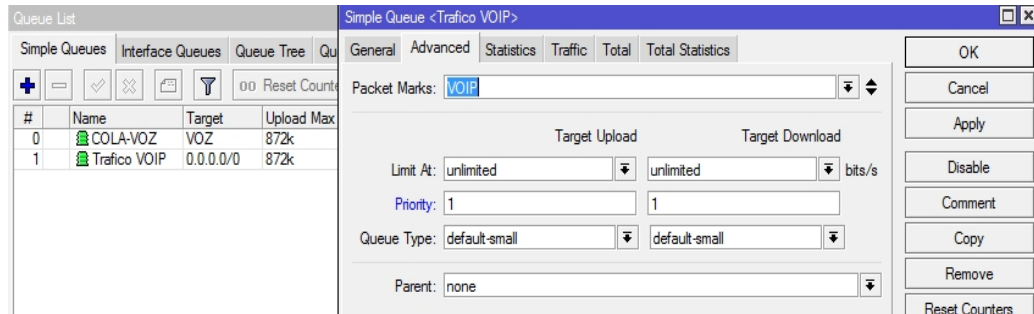 Queue List
Simple Queues Interface Queues Queue Tree Qu
00 Reset Counte
# Name Target Upload Max
0 COLA-VOZ VOZ 872k
1 Trafico VOIP 0.0.0.0/0 872k
Simple Queue <Trafico VOIP>
General Advanced Statistics Traffic Total Total Statistics
Packet Marks: VOIP
Target Upload Target Download
Limit At: unlimited unlimited bits/s
Priority: 1 1
Queue Type: default-small default-small
Parent: none
OK
Cancel
Apply
Disable
Comment
Copy
Remove
Reset Counters